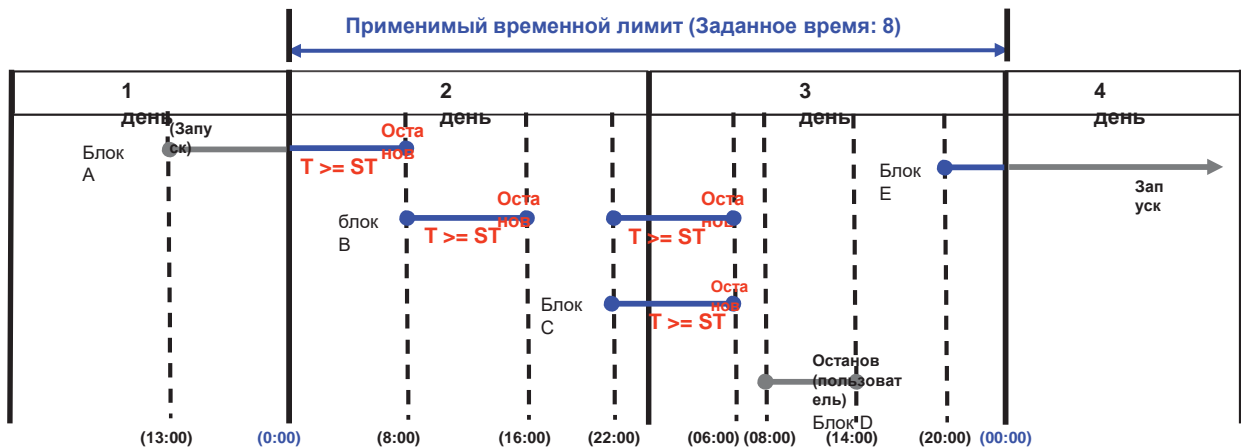 Применимый временной лимит (Заданное время: 8)
1
день
2
день
3
день
4
день
Блок
A
(Запу
ск)
T >= ST
Оста
нов
блок
B
T >= ST
Оста
нов
T >= ST
Оста
нов
Блок
C
T >= ST
Оста
нов
Останов
(пользоват
ель)
Блок D
Блок
E
Зап
уск
(13:00)
(0:00)
(8:00)
(16:00)
(22:00)
(06:00)
(08:00)
(14:00)
(20:00)
(00:00)